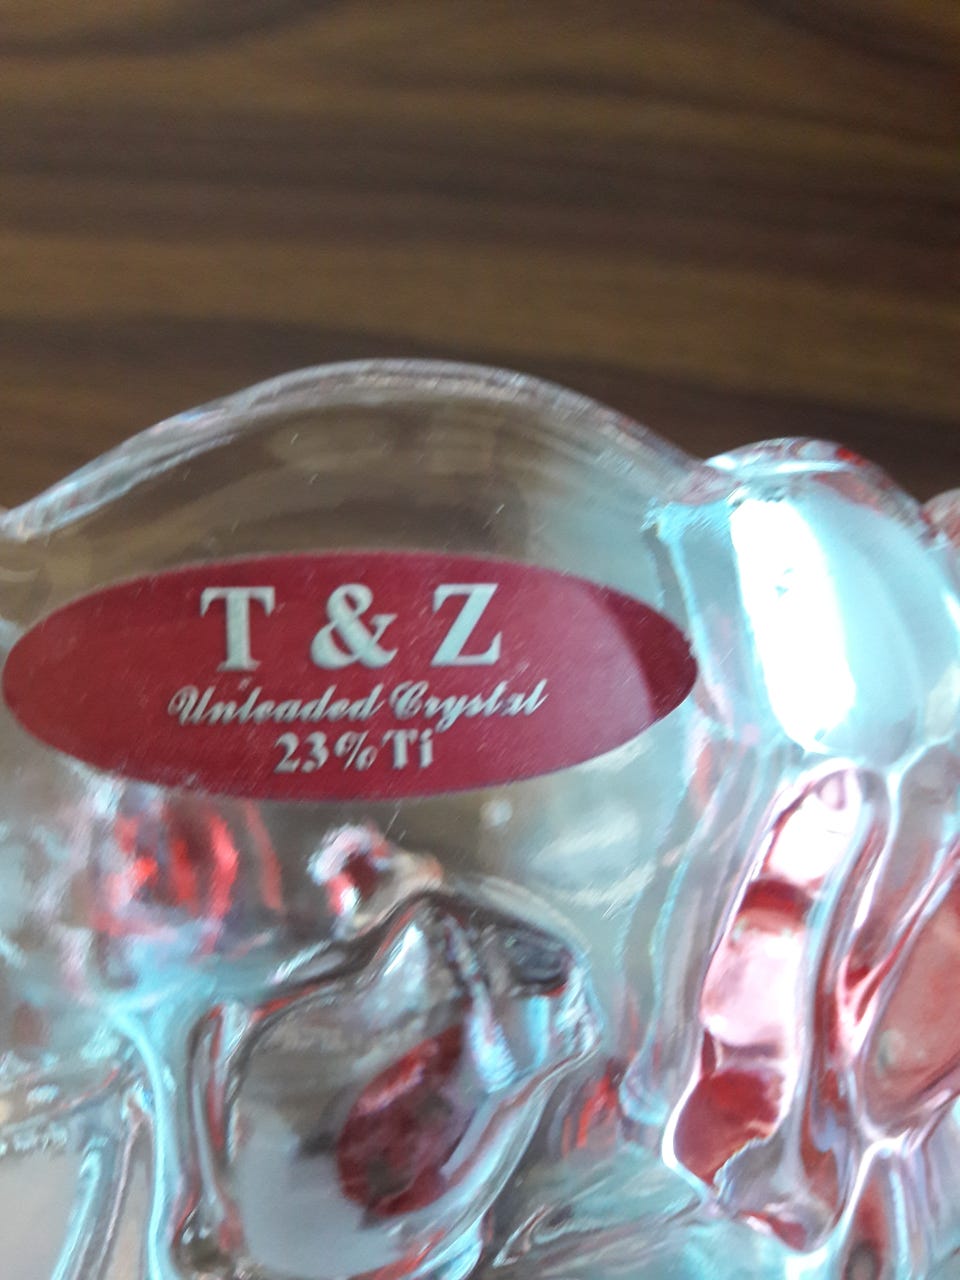 T & Z
Unleaded Crystal
23% Ti